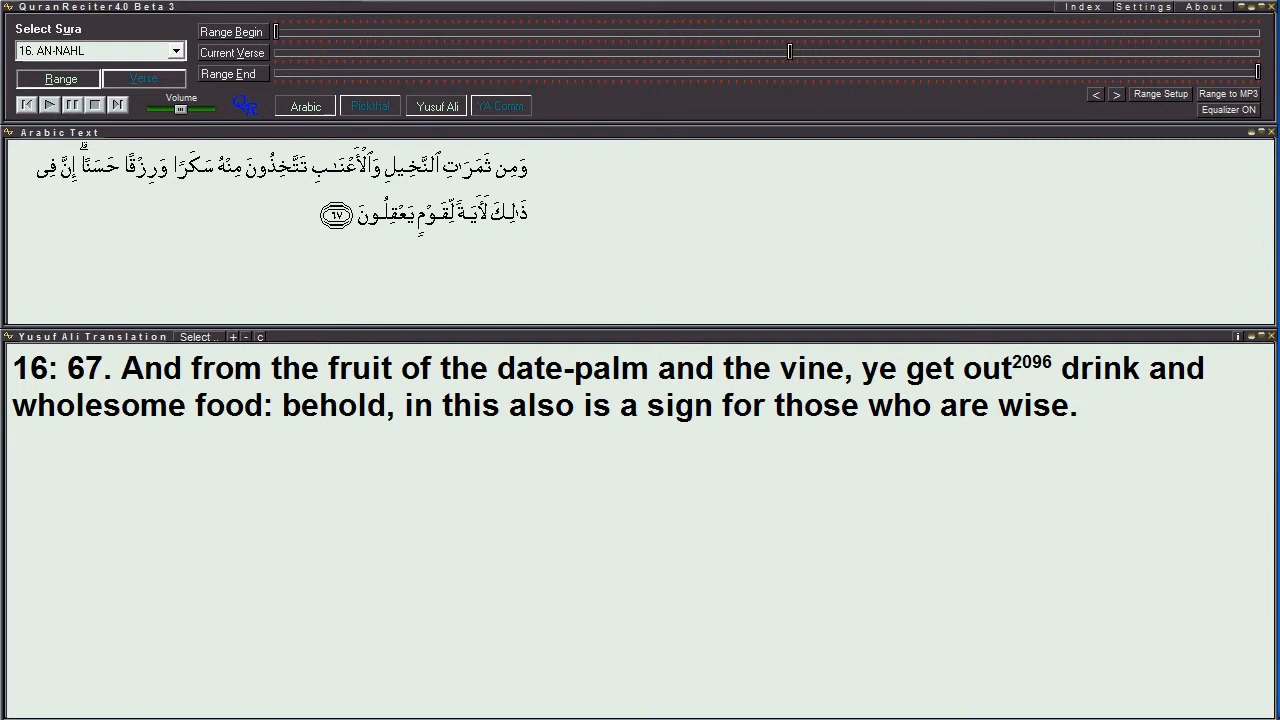 QuranReciter4.0 Beta 3
Index Settings About
Select Sura
16. AN-NAHL
Range Verse
Volume
Range Begin
Current Verse
Range End
QR
Arabic Pickthal Yusuf Ali YA Comm.
< > Range Setup Range to MP3
Equalizer ON
Arabic Text
وَمِن ثَمَرَٰتِ ٱلنَّخِيلِ وَٱلْأَعْنَـٰبِ تَتَّخِذُونَ مِنْهُ سَكَرًا وَرِزْقًا حَسَنًا ۗ إِنَّ فِى
ذَٰلِكَ لَأَيَةً لِّقَوْمٍ يَعْقِلُونَ ٦٧
Yusuf Ali Translation Select .. + - c i
16: 67. And from the fruit of the date-palm and the vine, ye get out2096 drink and
wholesome food: behold, in this also is a sign for those who are wise.